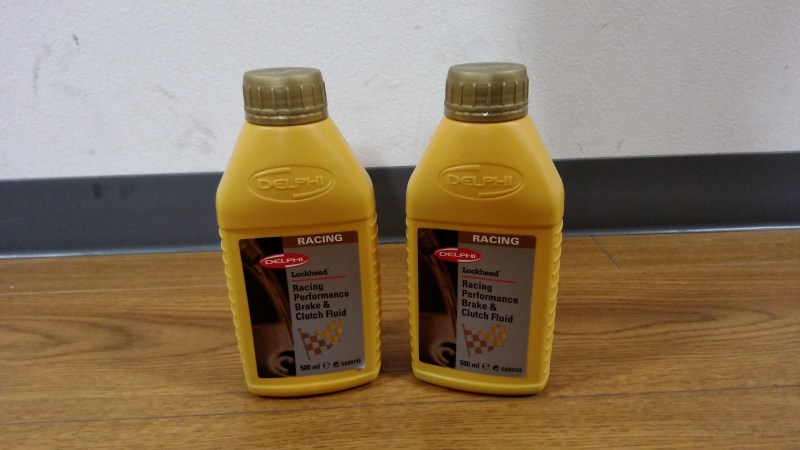 DELPHI
RACING
DELPHI
Lockheed
Racing
Performance
Brake &
Clutch Fluid
500 ml e
DELPHI
RACING
DELPHI
Lockheed
Racing
Performance
Brake &
Clutch Fluid
500 ml e